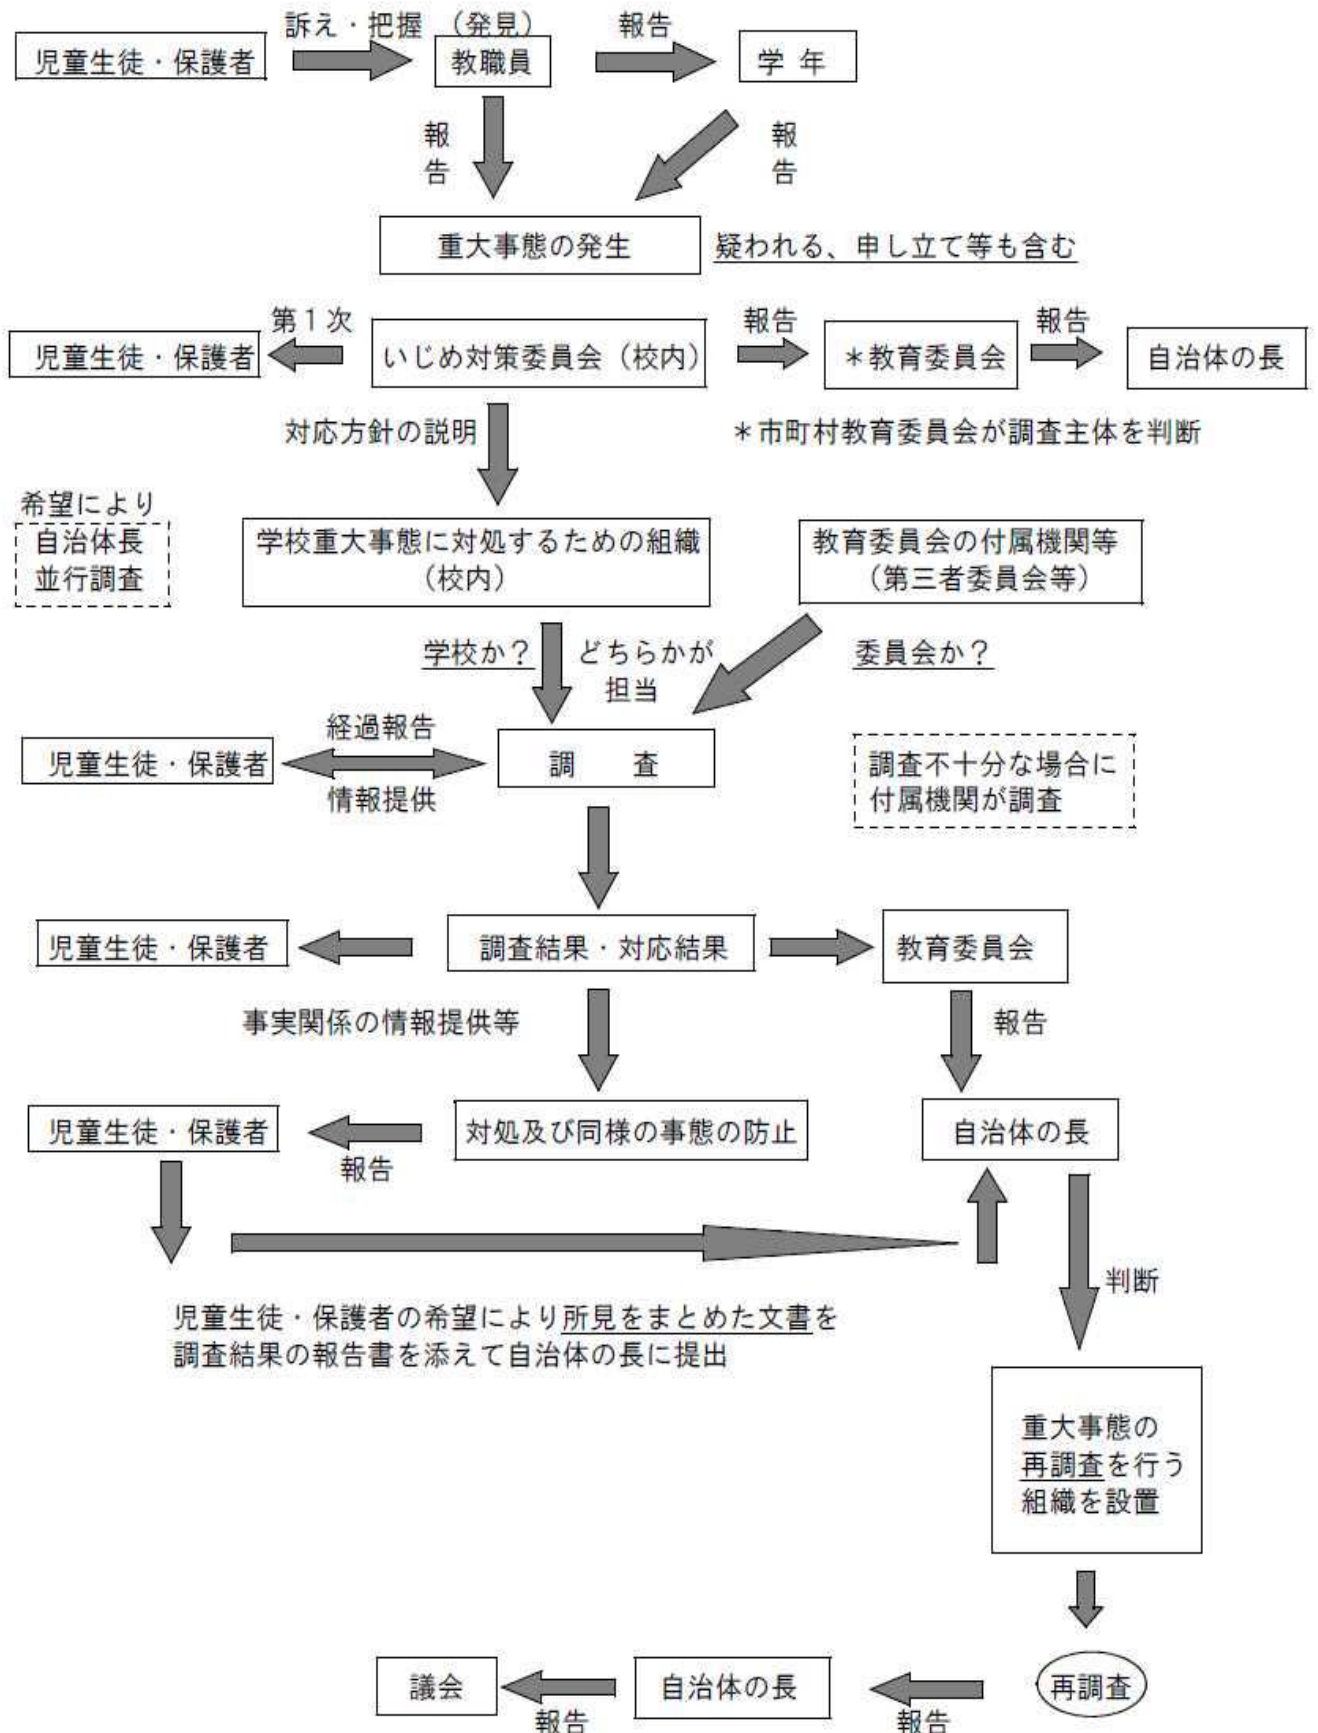 訴え・把握 （発見）
報告
児童生徒・保護者
教職員
学 年
報告
報告
重大事態の発生
疑われる、申し立て等も含む
第１次
報告
報告
児童生徒・保護者
いじめ対策委員会（校内）
＊教育委員会
自治体の長
対応方針の説明
＊市町村教育委員会が調査主体を判断
希望により
自治体長
並行調査
学校重大事態に対処するための組織
（校内）
教育委員会の付属機関等
（第三者委員会等）
学校か？
どちらかが
担当
委員会か？
経過報告
児童生徒・保護者
情報提供
調　　査
調査不十分な場合に
付属機関が調査
児童生徒・保護者
調査結果・対応結果
教育委員会
事実関係の情報提供等
報告
児童生徒・保護者
報告
対処及び同様の事態の防止
自治体の長
判断
児童生徒・保護者の希望により所見をまとめた文書を
調査結果の報告書を添えて自治体の長に提出
重大事態の
再調査を行う
組織を設置
議会
報告
自治体の長
報告
再調査